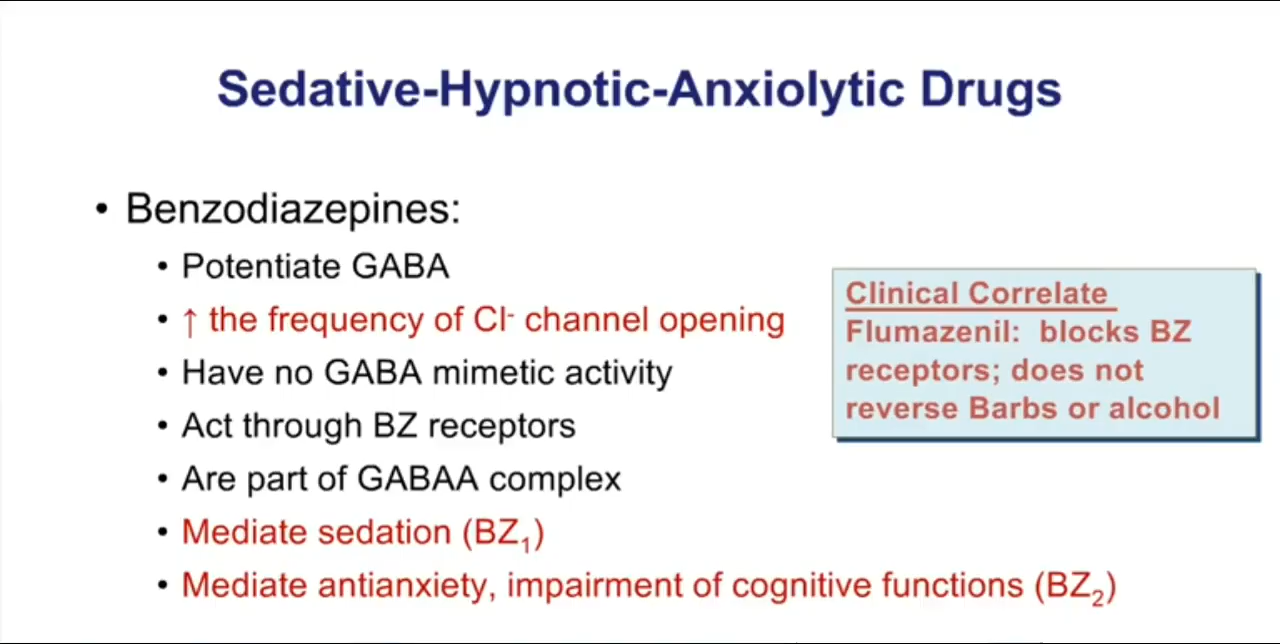 Sedative-Hypnotic-Anxiolytic Drugs
• Benzodiazepines:
• Potentiate GABA
• ↑ the frequency of Cl⁻ channel opening
• Have no GABA mimetic activity
• Act through BZ receptors
• Are part of GABAA complex
• Mediate sedation (BZ₁)
• Mediate antianxiety, impairment of cognitive functions (BZ₂)
Clinical Correlate
Flumazenil: blocks BZ
receptors; does not
reverse Barbs or alcohol